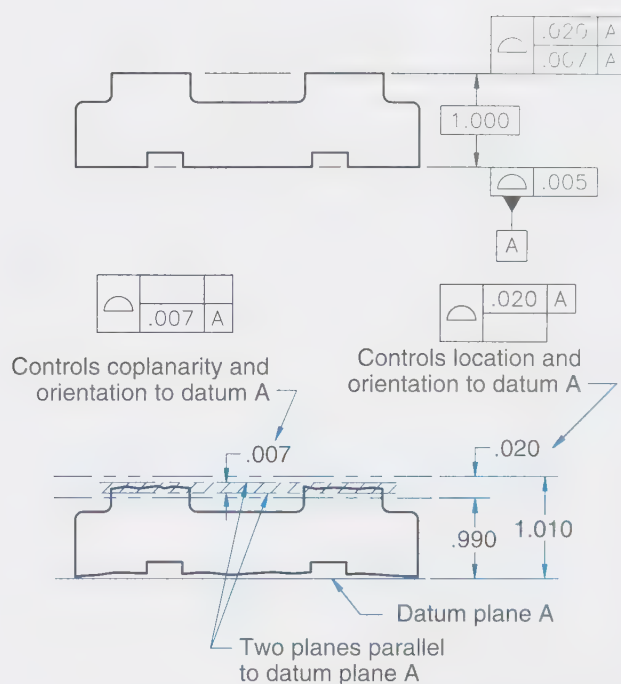 .020 A
.007 A
1.000
.005
A
.007 A
.020 A
Controls coplanarity and
orientation to datum A
Controls location and
orientation to datum A
.007
.020
.990
1.010
Datum plane A
Two planes parallel
to datum plane A